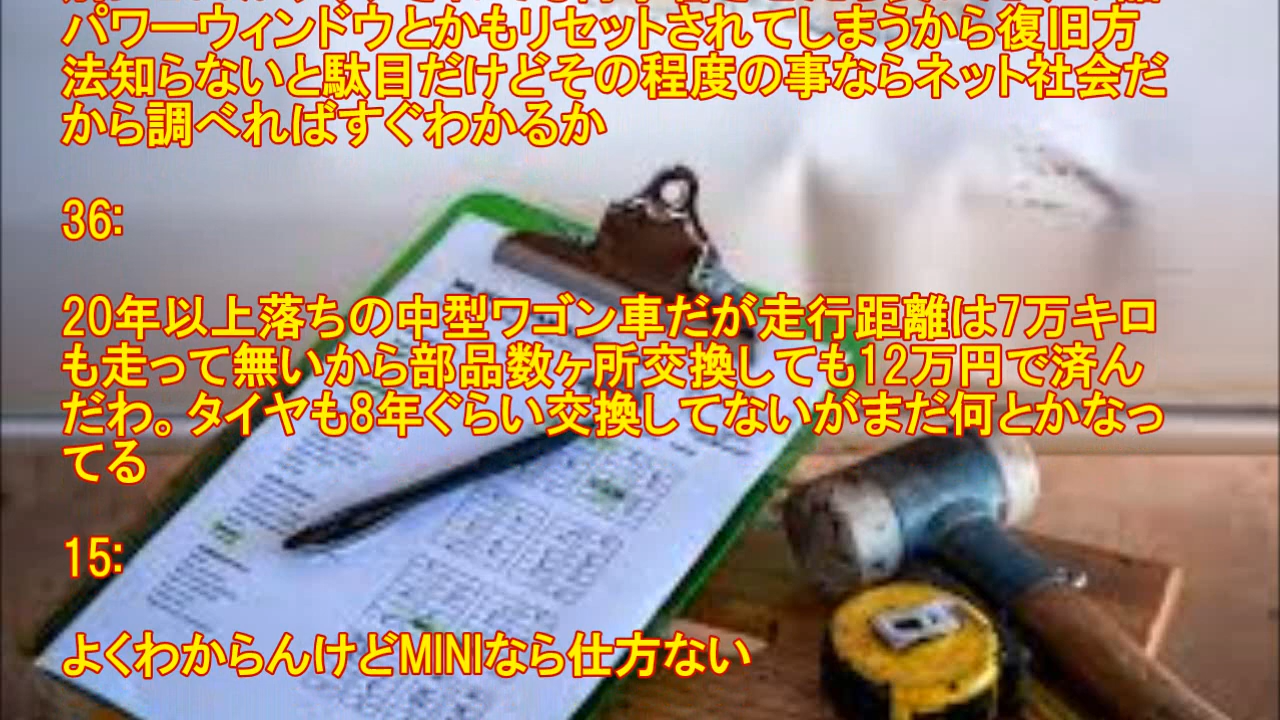 パワーウィンドウとかもリセットされてしまうから復旧方
法知らないと駄目だけどその程度の事ならネット社会だ
から調べればすぐわかるか
36:
20年以上落ちの中型ワゴン車だが走行距離は7万キロ
も走って無いから部品数ヶ所交換しても12万円で済ん
だわ。タイヤも8年ぐらい交換してないがまだ何とかなっ
てる
15:
よくわからんけどMINIなら仕方ない